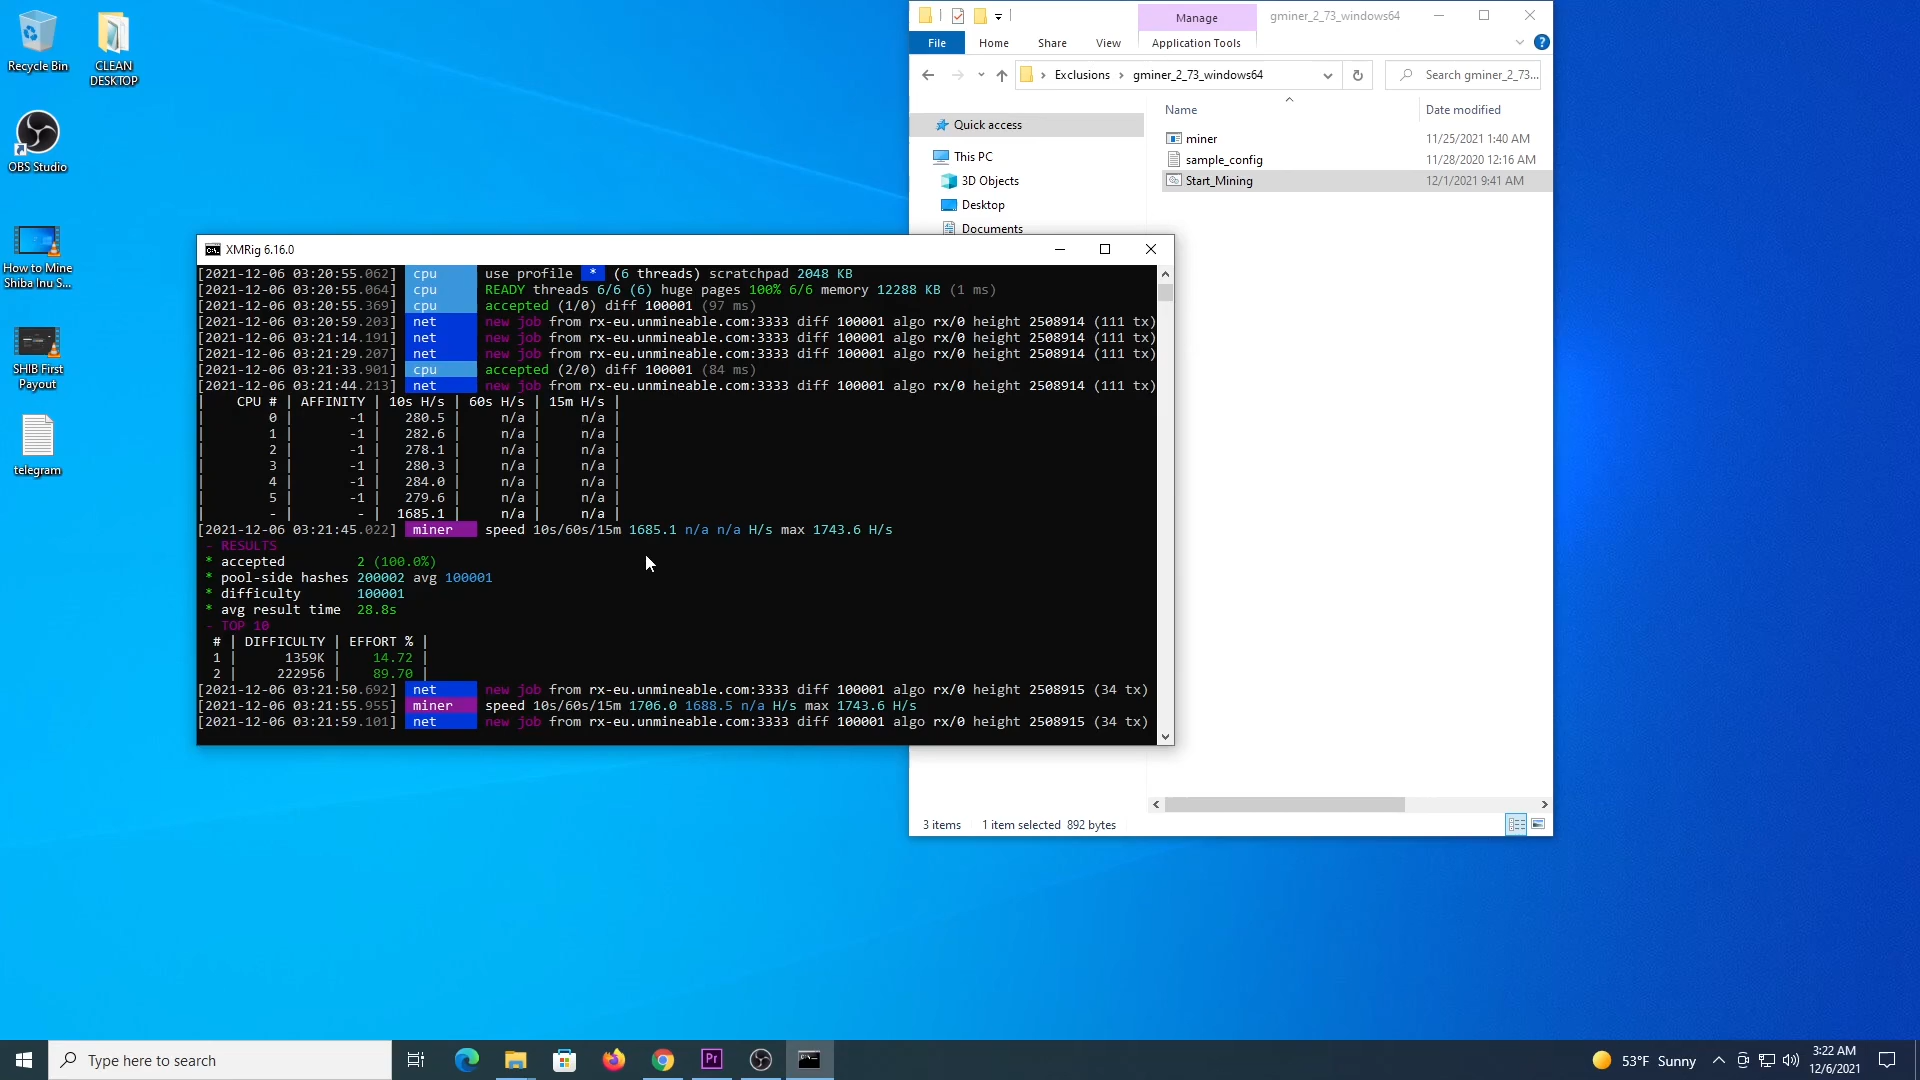 Recycle Bin
CLEAN
DESKTOP
OBS Studio
How to Mine
Shiba Inu S...
SHIB First
Payout
telegram
Manage
gminer_2_73_windows64
File
Home
Share
View
Application Tools
Exclusions
gminer_2_73_windows64
Search gminer_2_73...
Name
Date modified
Quick access
This PC
3D Objects
Desktop
Documents
miner
11/25/2021 1:40 AM
sample_config
11/28/2020 12:16 AM
Start_Mining
12/1/2021 9:41 AM
3 items
1 item selected 892 bytes
XMRig 6.16.0
[2021-12-06 03:20:55.062] cpu use profile * (6 threads) scratchpad 2048 KB
[2021-12-06 03:20:55.064] cpu READY threads 6/6 (6) huge pages 100% 6/6 memory 12288 KB (1 ms)
[2021-12-06 03:20:55.369] cpu accepted (1/0) diff 100001 (97 ms)
[2021-12-06 03:20:59.203] net new job from rx-eu.unmineable.com:3333 diff 100001 algo rx/0 height 2508914 (111 tx)
[2021-12-06 03:21:14.191] net new job from rx-eu.unmineable.com:3333 diff 100001 algo rx/0 height 2508914 (111 tx)
[2021-12-06 03:21:29.207] net new job from rx-eu.unmineable.com:3333 diff 100001 algo rx/0 height 2508914 (111 tx)
[2021-12-06 03:21:33.901] cpu accepted (2/0) diff 100001 (84 ms)
[2021-12-06 03:21:44.213] net new job from rx-eu.unmineable.com:3333 diff 100001 algo rx/0 height 2508914 (111 tx)
| CPU # | AFFINITY | 10s H/s | 60s H/s | 15m H/s |
| 0 | -1 | 280.5 | n/a | n/a |
| 1 | -1 | 282.6 | n/a | n/a |
| 2 | -1 | 278.1 | n/a | n/a |
| 3 | -1 | 280.3 | n/a | n/a |
| 4 | -1 | 284.0 | n/a | n/a |
| 5 | -1 | 279.6 | n/a | n/a |
| - | - | 1685.1 | n/a | n/a |
[2021-12-06 03:21:45.022] miner speed 10s/60s/15m 1685.1 n/a n/a H/s max 1743.6 H/s
- RESULTS
* accepted 2 (100.0%)
* pool-side hashes 200002 avg 100001
* difficulty 100001
* avg result time 28.8s
- TOP 10
# | DIFFICULTY | EFFORT % |
1 | 1359K | 14.72 |
2 | 222956 | 89.70 |
[2021-12-06 03:21:50.692] net new job from rx-eu.unmineable.com:3333 diff 100001 algo rx/0 height 2508915 (34 tx)
[2021-12-06 03:21:55.955] miner speed 10s/60s/15m 1706.0 1688.5 n/a H/s max 1743.6 H/s
[2021-12-06 03:21:59.101] net new job from rx-eu.unmineable.com:3333 diff 100001 algo rx/0 height 2508915 (34 tx)
Type here to search
Pr
53°F Sunny
3:22 AM
12/6/2021